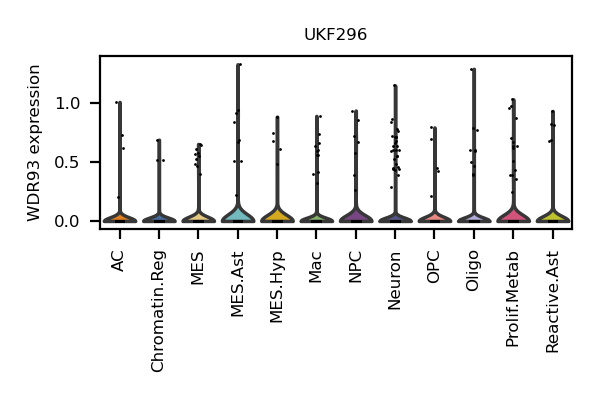 UKF296
WDR93 expression
1.0
0.5
0.0
AC
Chromatin.Reg
MES
MES.Ast
MES.Hyp
Mac
NPC
Neuron
OPC
Oligo
Prolif.Metab
Reactive.Ast